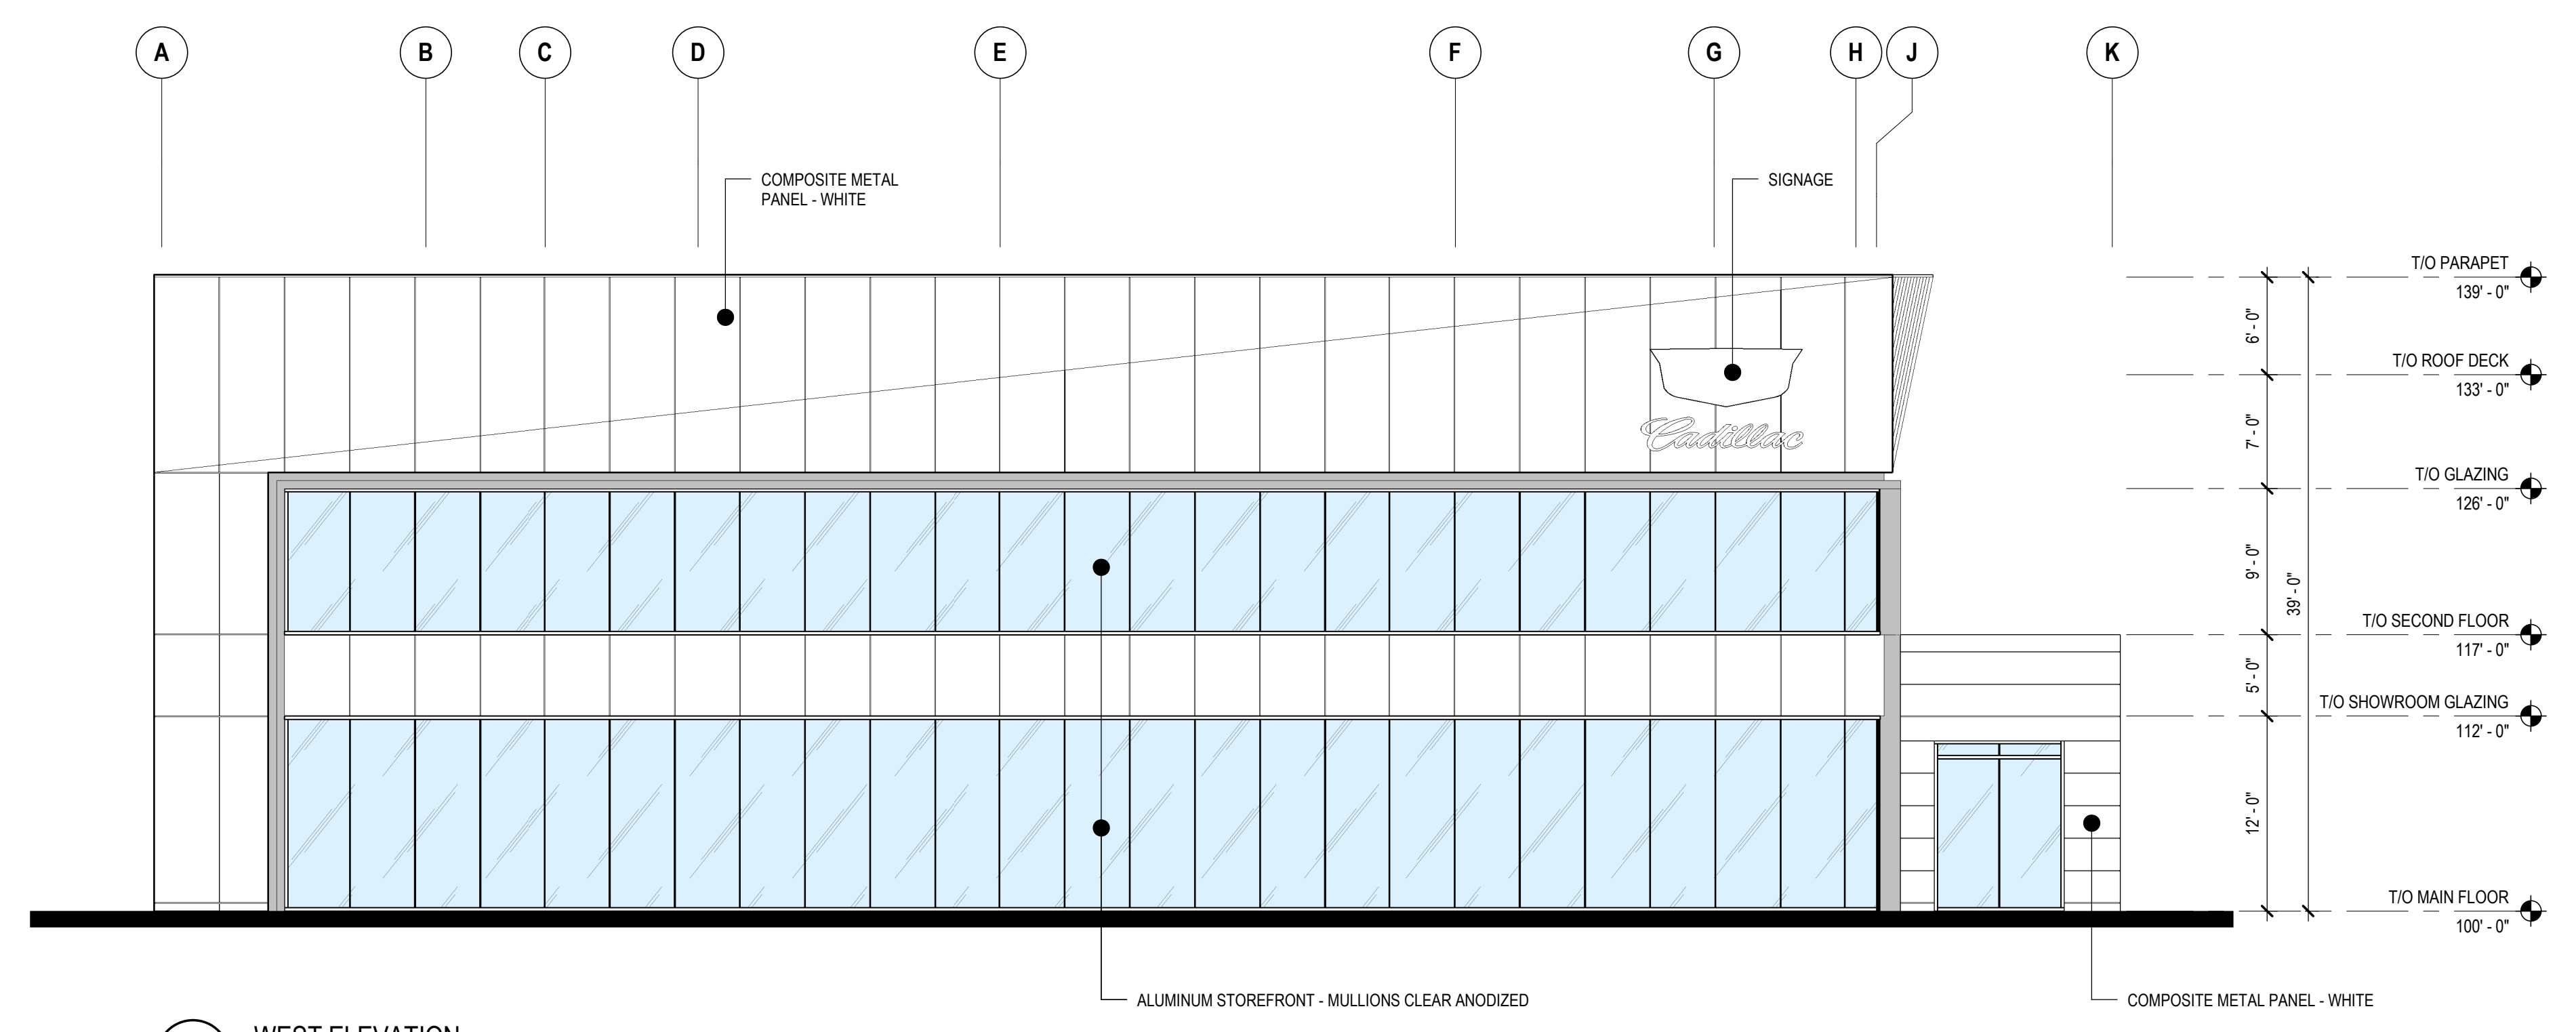 A B C D E F G H J K
COMPOSITE METAL
PANEL - WHITE
SIGNAGE
Cadillac
T/O PARAPET
139' - 0"
6' - 0"
T/O ROOF DECK
133' - 0"
7' - 0"
T/O GLAZING
126' - 0"
9' - 0"
39' - 0"
T/O SECOND FLOOR
117' - 0"
5' - 0"
T/O SHOWROOM GLAZING
112' - 0"
12' - 0"
T/O MAIN FLOOR
100' - 0"
ALUMINUM STOREFRONT - MULLIONS CLEAR ANODIZED
COMPOSITE METAL PANEL - WHITE
WEST ELEVATION